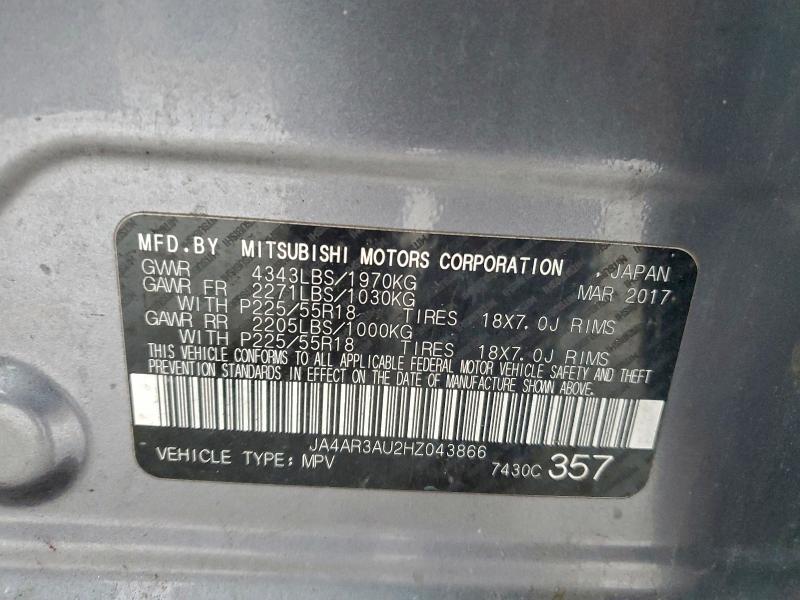 MFD.BY MITSUBISHI MOTORS CORPORATION , JAPAN
GVWR 4343LBS/1970KG MAR 2017
GAWR FR 2271LBS/1030KG
WITH P225/55R18 TIRES 18X7.0J RIMS
GAWR RR 2205LBS/1000KG
WITH P225/55R18 TIRES 18X7.0J RIMS
THIS VEHICLE CONFORMS TO ALL APPLICABLE FEDERAL MOTOR VEHICLE SAFETY AND THEFT
PREVENTION STANDARDS IN EFFECT ON THE DATE OF MANUFACTURE SHOWN ABOVE.
JA4AR3AU2HZ043866
VEHICLE TYPE: MPV 7430C 357